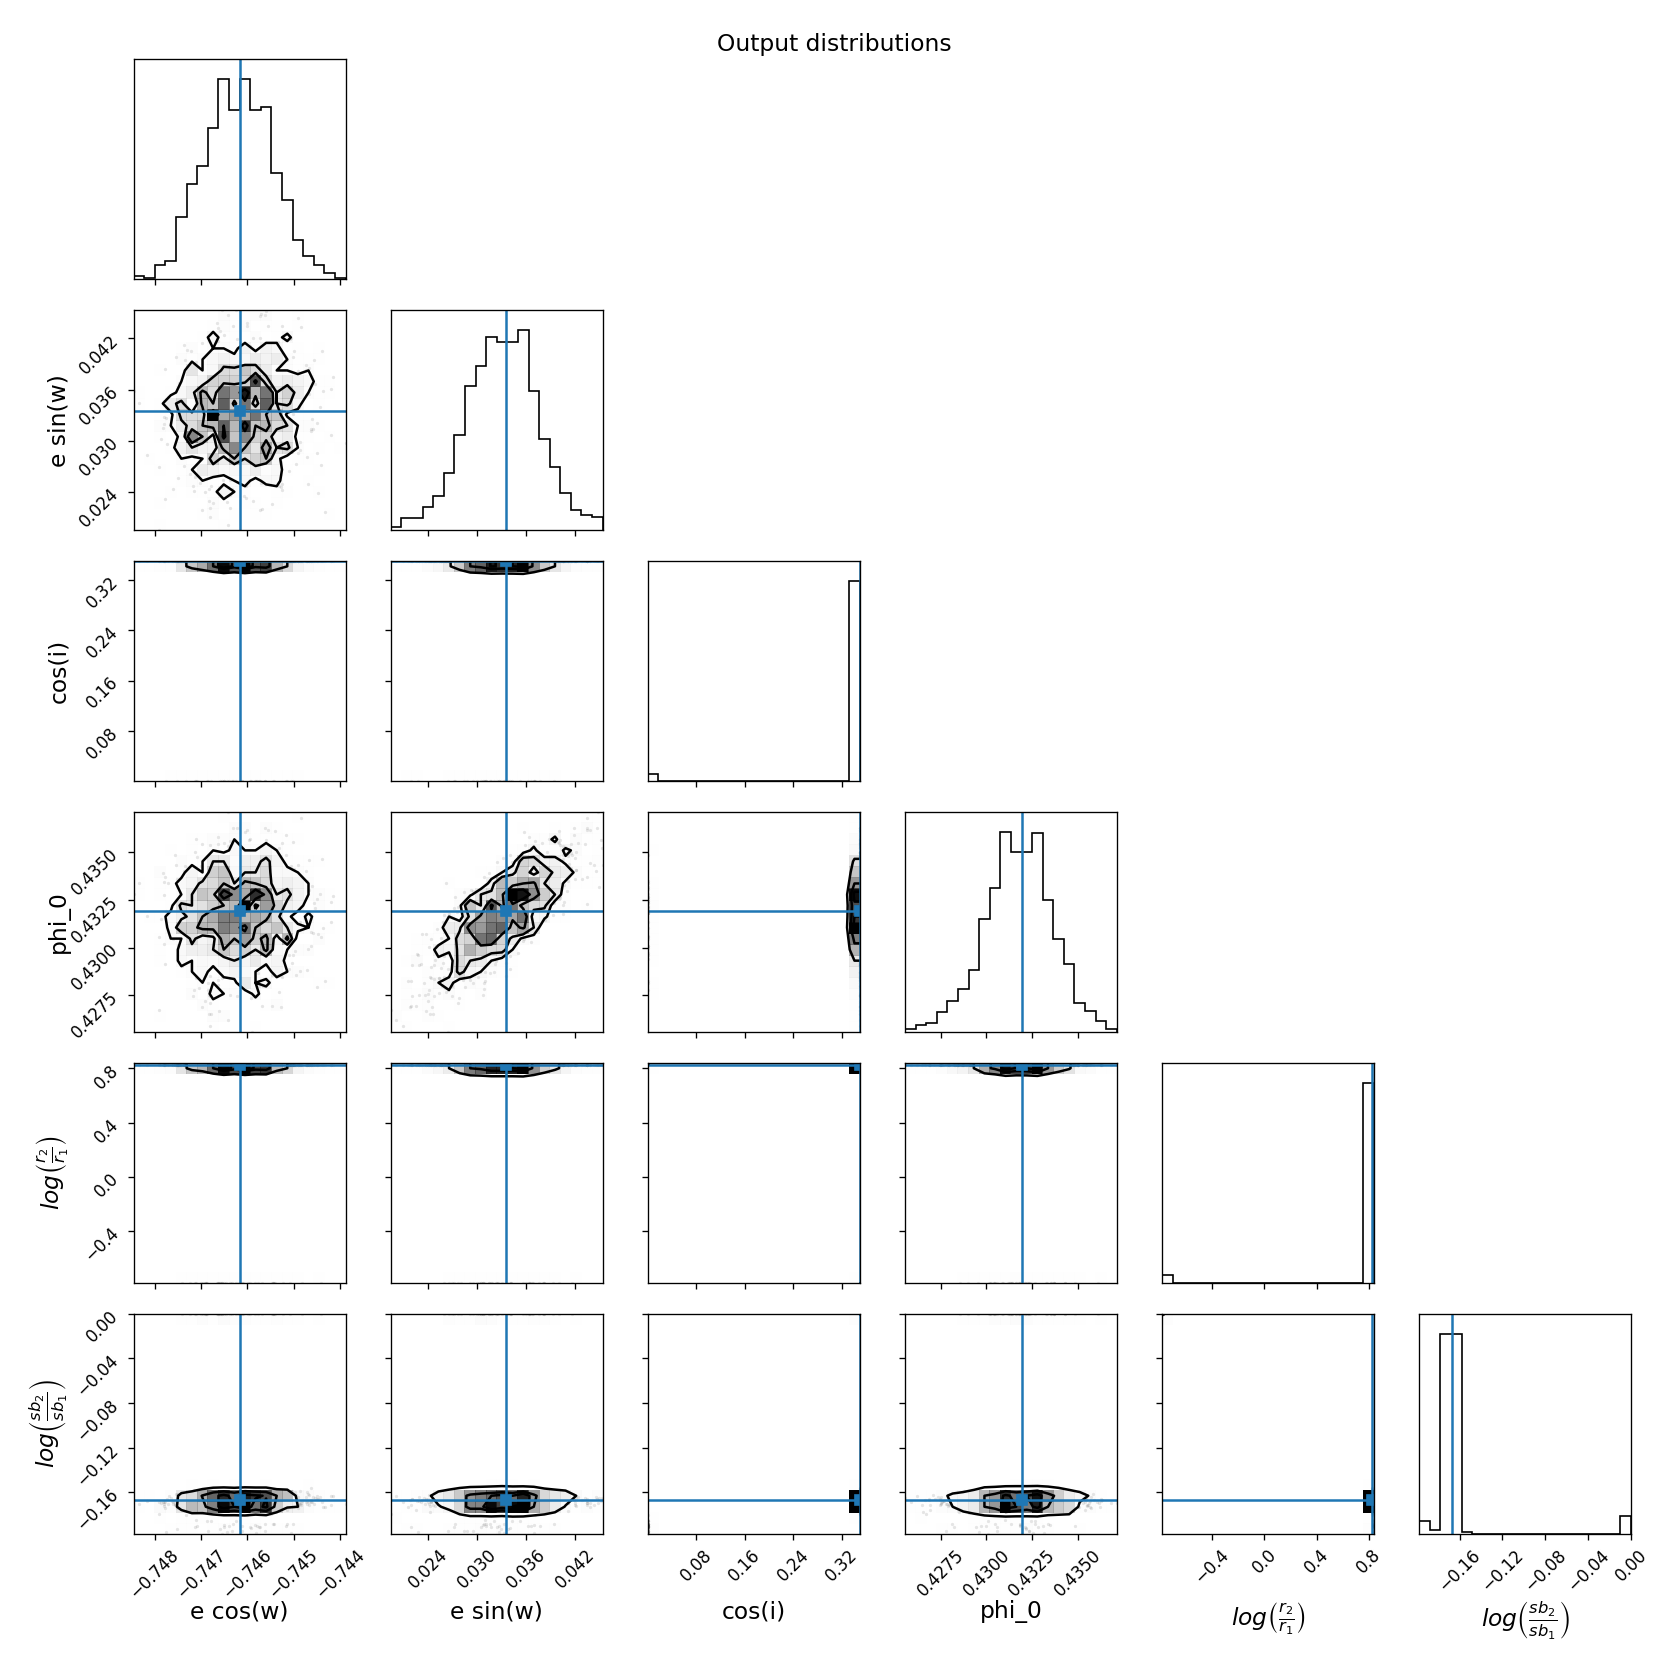 Output distributions
0.042
0.036
0.030
0.024
e sin(w)
0.32
0.24
0.16
0.08
cos(i)
0.4350
0.4325
0.4300
0.4275
phi_0
0.8
0.4
0.0
−0.4
log(r₂/r₁)
0.00
−0.04
−0.08
−0.12
−0.16
log(sb₂/sb₁)
−0.748 −0.747 −0.746 −0.745 −0.744 0.024 0.030 0.036 0.042 0.08 0.16 0.24 0.32 0.4275 0.4300 0.4325 0.4350 −0.4 0.0 0.4 0.8 −0.16 −0.12 −0.08 −0.04 0.00
e cos(w) e sin(w) cos(i) phi_0 log(r₂/r₁) log(sb₂/sb₁)